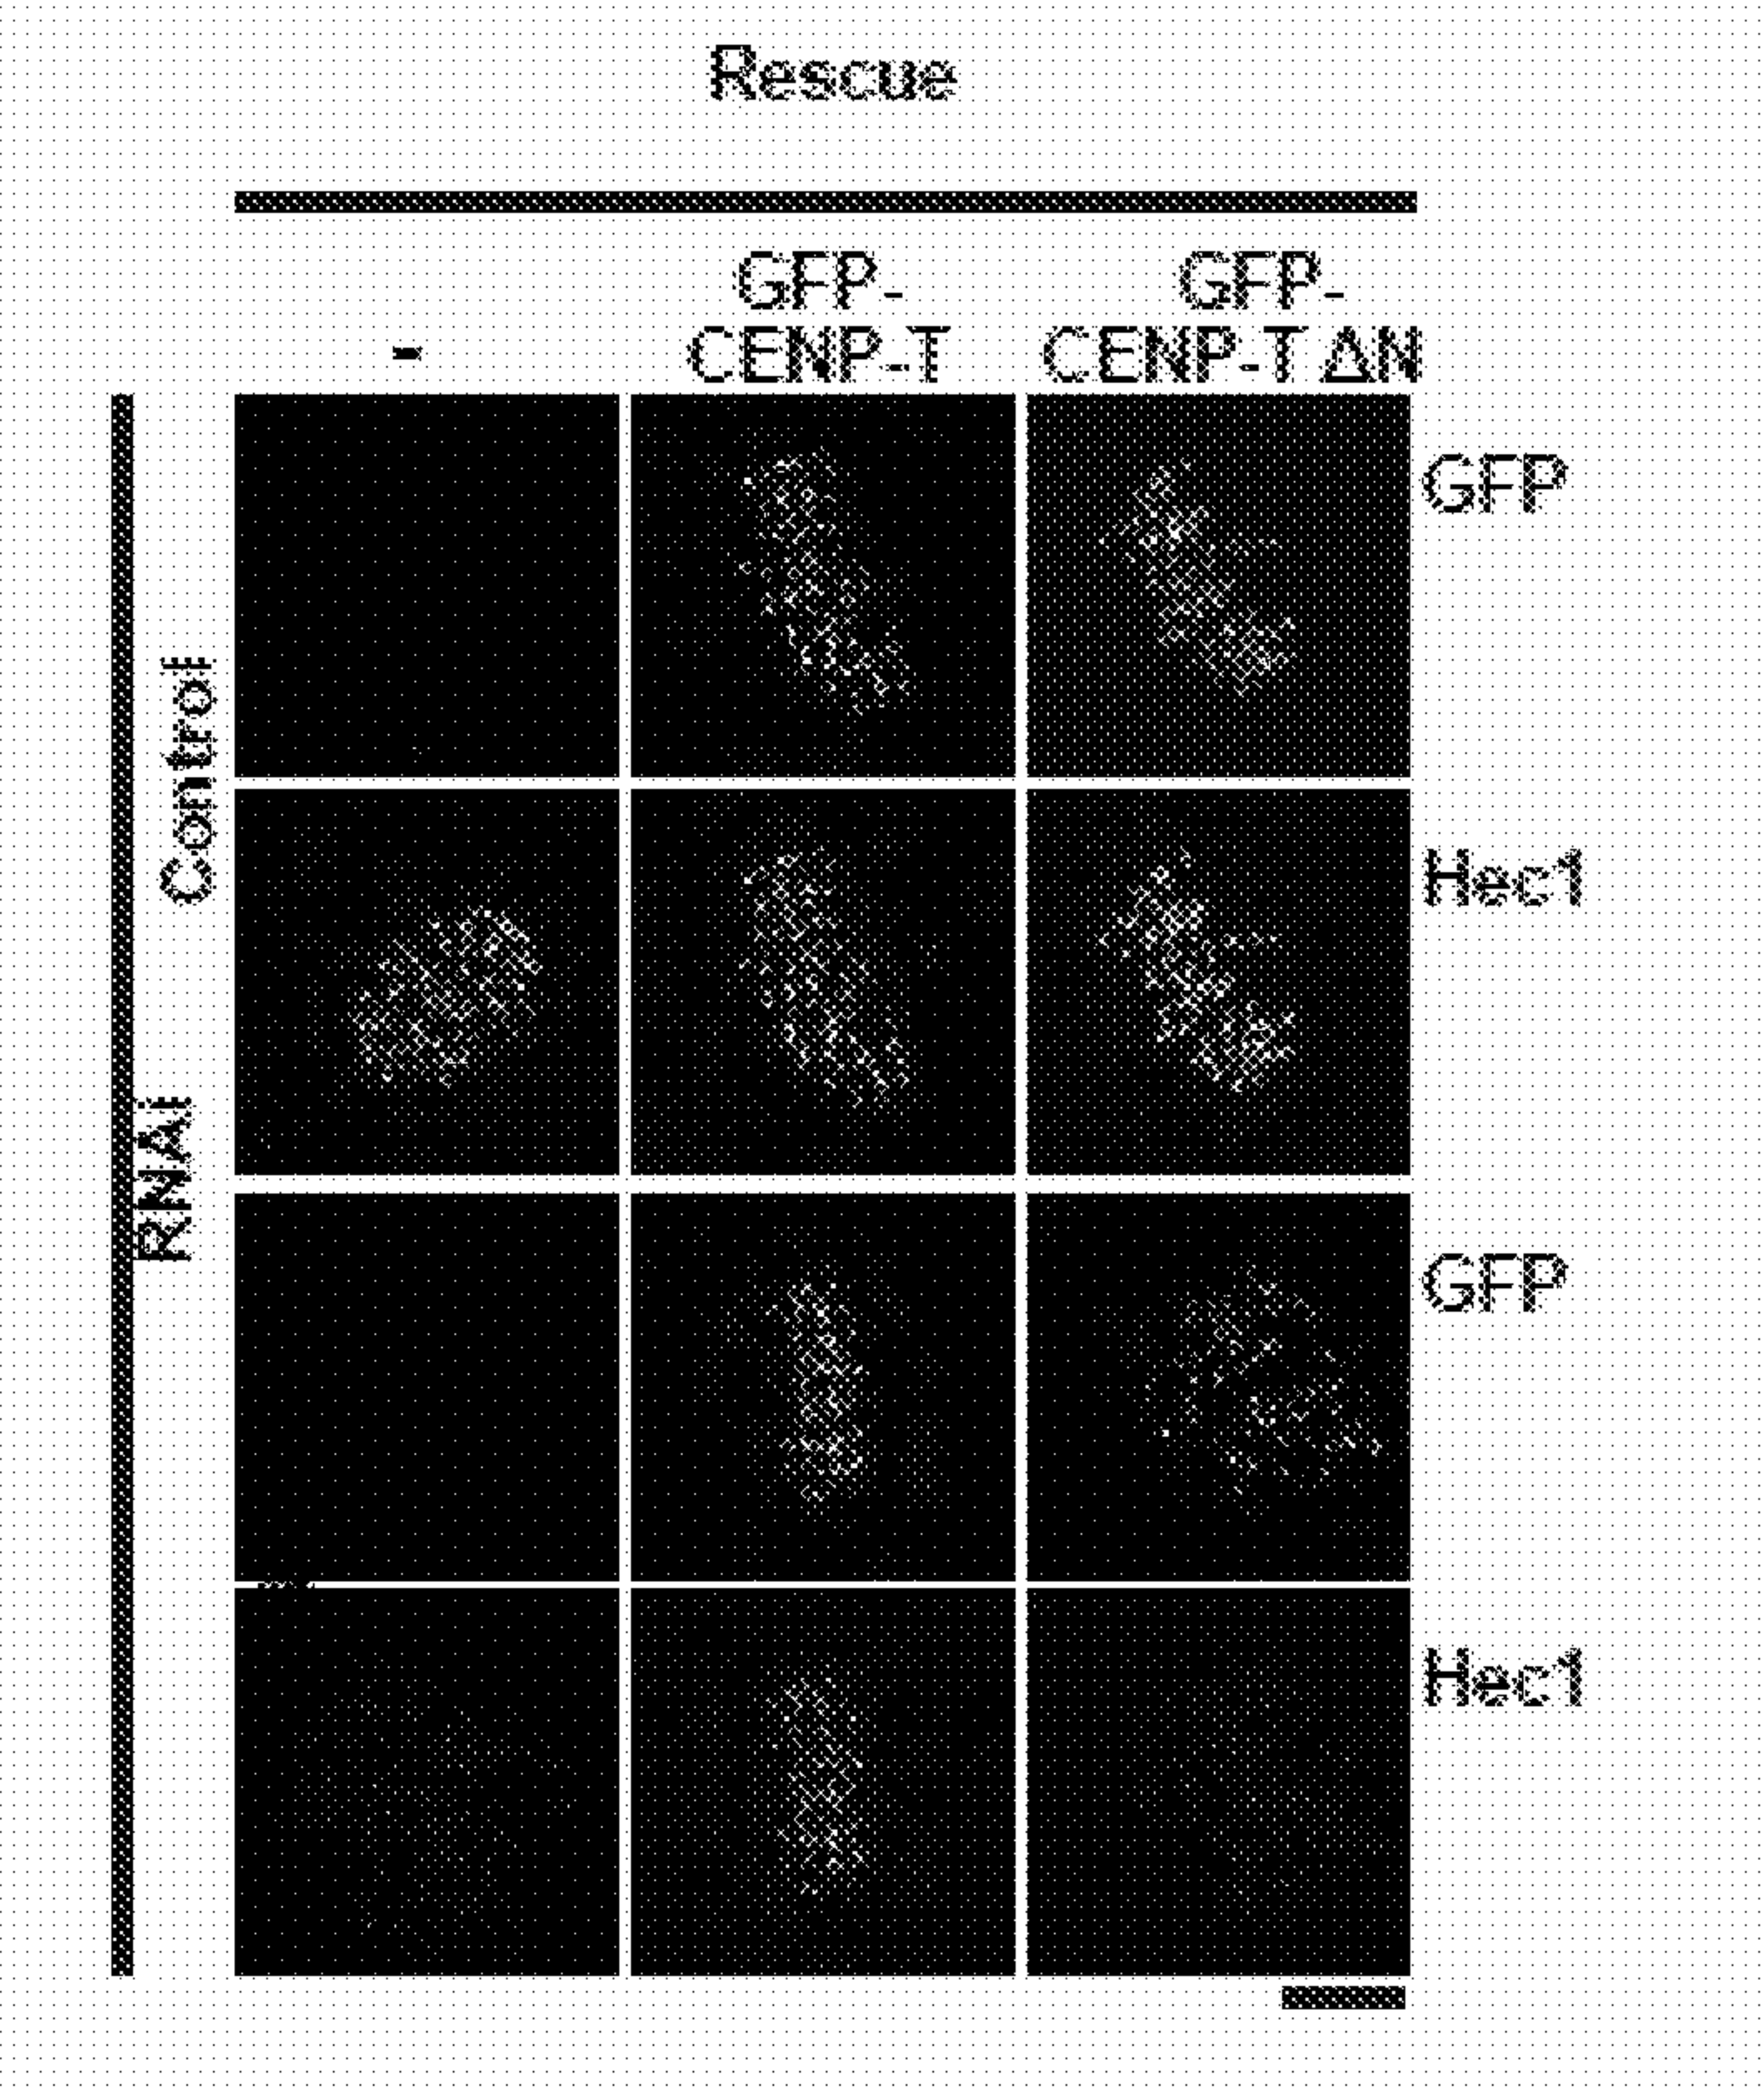 Rescue
-
GFP-
CENP-T
GFP-
CENP-T ΔN
RNAi
Control
GFP
Hec1
GFP
Hec1